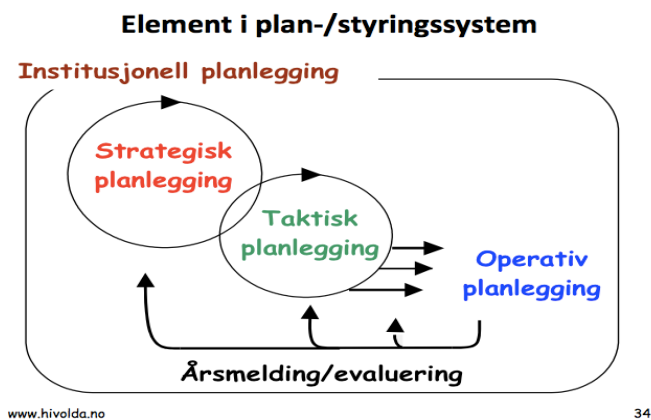 Element i plan-/styringssystem
Institusjonell planlegging
Strategisk
planlegging
Taktisk
planlegging
Operativ
planlegging
Årsmelding/evaluering
www.hivolda.no
34